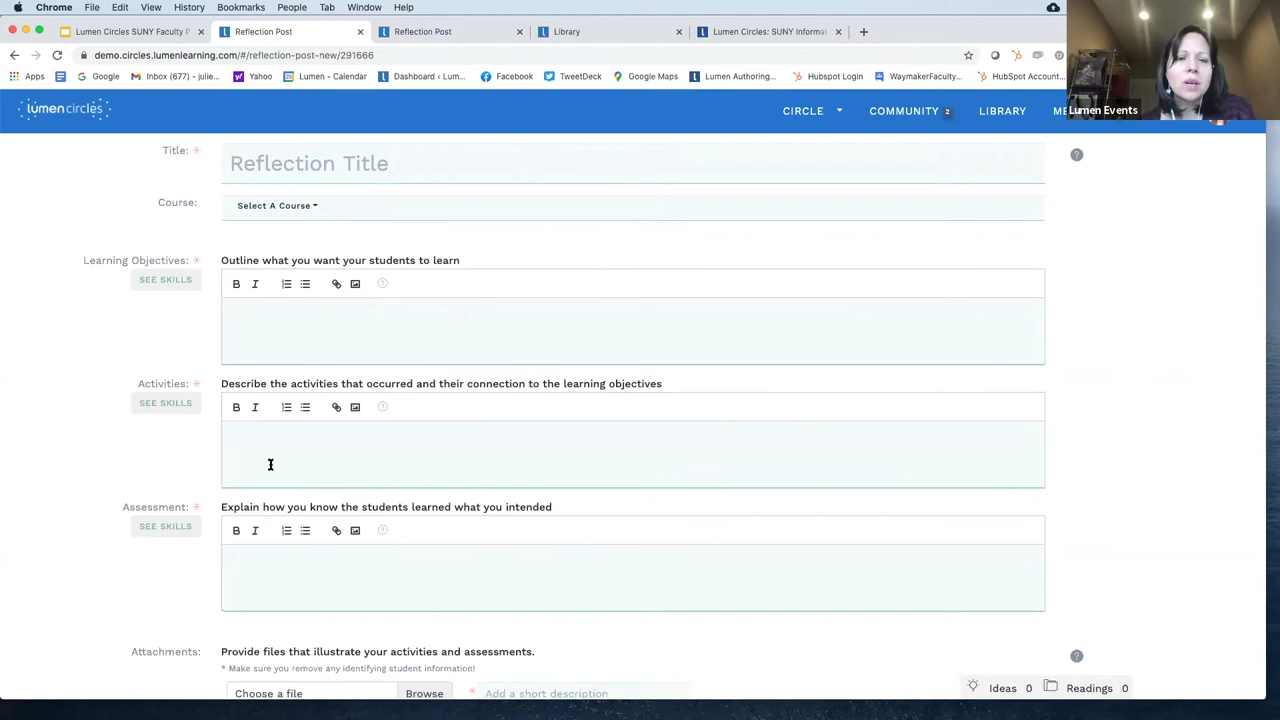 Chrome File Edit View History Bookmarks People Tab Window Help
Lumen Circles SUNY Faculty P
Reflection Post
Reflection Post
Library
Lumen Circles: SUNY Informa
demo.circles.lumenlearning.com/#/reflection-post-new/291666
Apps Google Inbox (677) - julie... Yahoo Lumen - Calendar Dashboard ‹ Lum... Facebook TweetDeck Google Maps Lumen Authoring... Hubspot Login WaymakerFaculty... HubSpot Account...
Lumen Events
lumencircles CIRCLE COMMUNITY 2 LIBRARY ME
Title: * Reflection Title ?
Course: Select A Course
Learning Objectives: * Outline what you want your students to learn
SEE SKILLS B I ?
Activities: * Describe the activities that occurred and their connection to the learning objectives
SEE SKILLS B I ?
Assessment: * Explain how you know the students learned what you intended
SEE SKILLS B I ?
Attachments: Provide files that illustrate your activities and assessments. ?
* Make sure you remove any identifying student information!
Choose a file Browse * Add a short description
Ideas 0 Readings 0